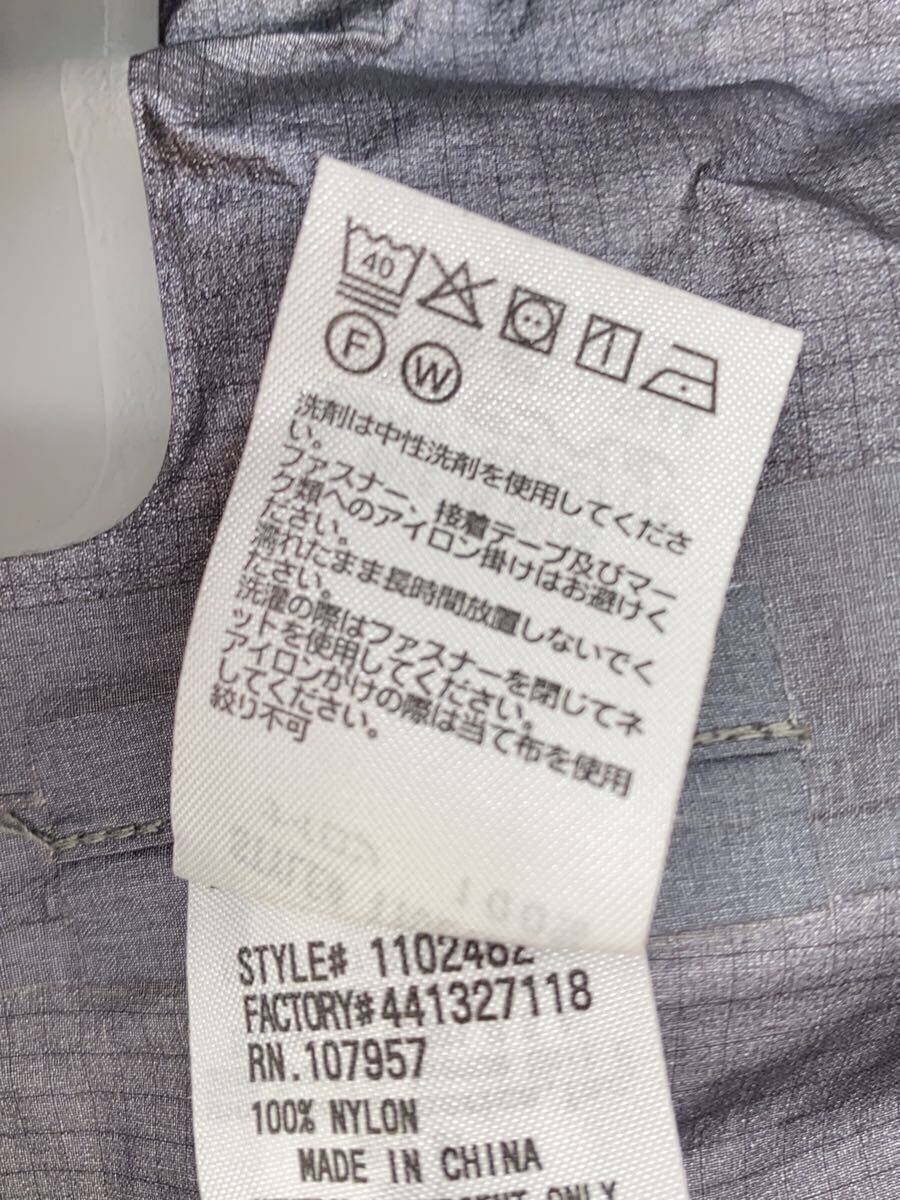 40
F W
洗剤は中性洗剤を使用してくださ
い。
ファスナー、接着テープ及びマー
ク類へのアイロン掛けはお避けく
ださい。
濡れたまま長時間放置しないでく
ださい。
洗濯の際はファスナーを閉じてネ
ットを使用してください。
アイロンがけの際は当て布を使用
してください。
絞り不可
STYLE# 1102462
FACTORY#441327118
RN.107957
100% NYLON
MADE IN CHINA
ONLY